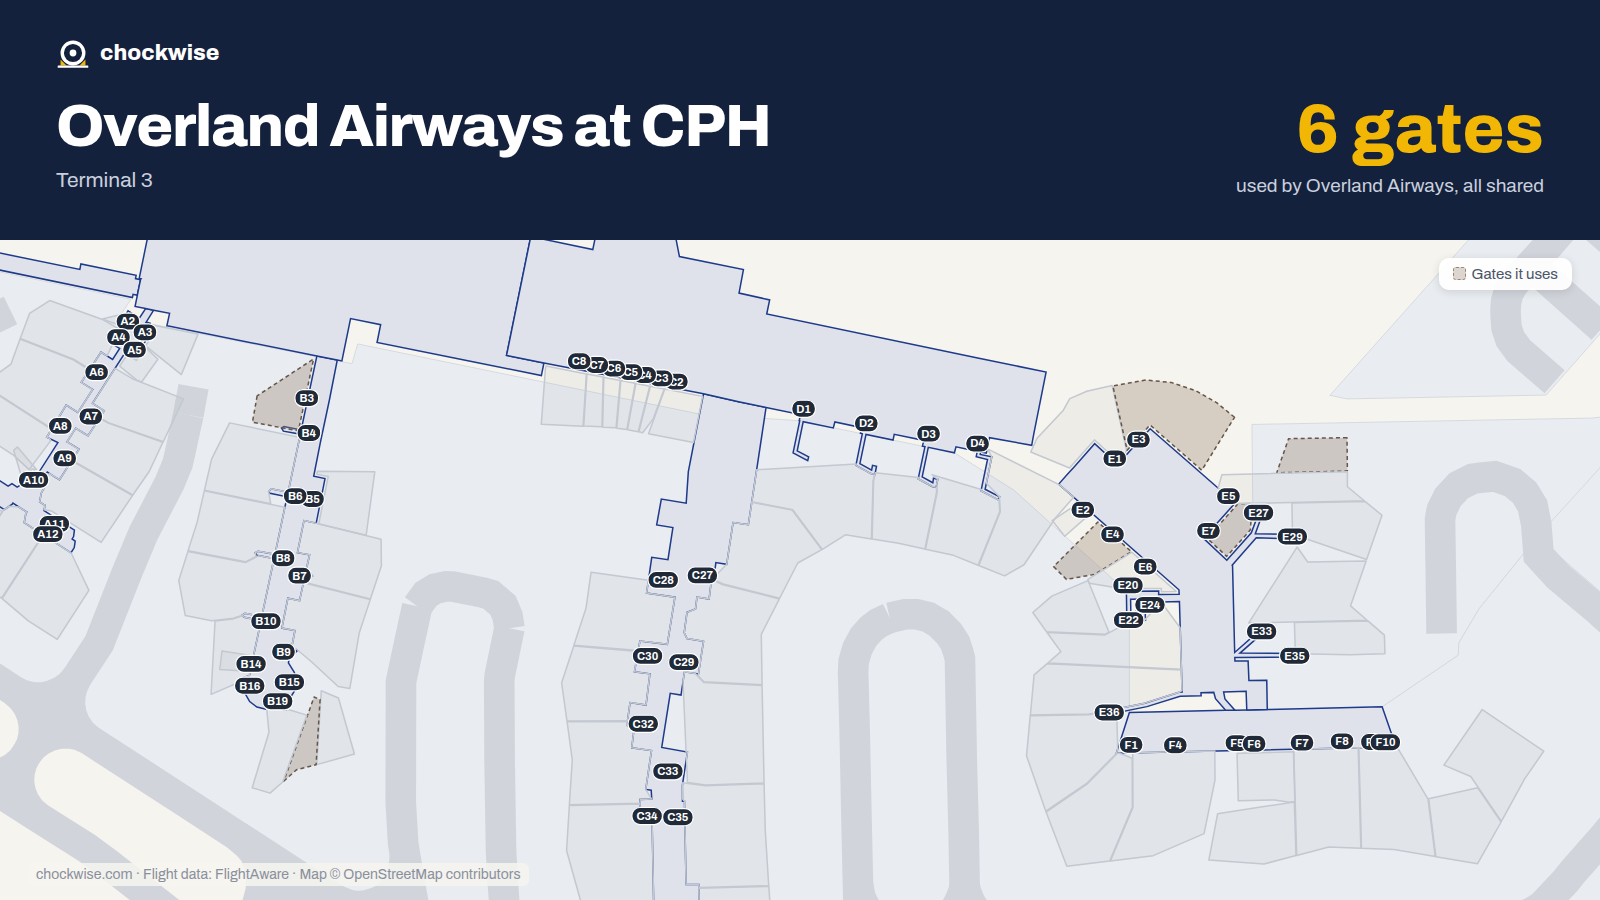 chockwise
Overland Airways at CPH
Terminal 3
6 gates
used by Overland Airways, all shared
Gates it uses
A2
A3
A4
A5
A6
A7
A8
A9
A10
A11
A12
B3
B4
B6
B5
B8
B7
B10
B9
B14
B16
B15
B19
C8
C7
C6
C5
C4
C3
C2
D1
D2
D3
D4
C28
C27
C30
C29
C32
C33
C34
C35
E3
E1
E2
E4
E5
E27
E7
E29
E6
E20
E24
E22
E33
E35
E36
F1
F4
F5
F6
F7
F8
F10
chockwise.com · Flight data: FlightAware · Map © OpenStreetMap contributors